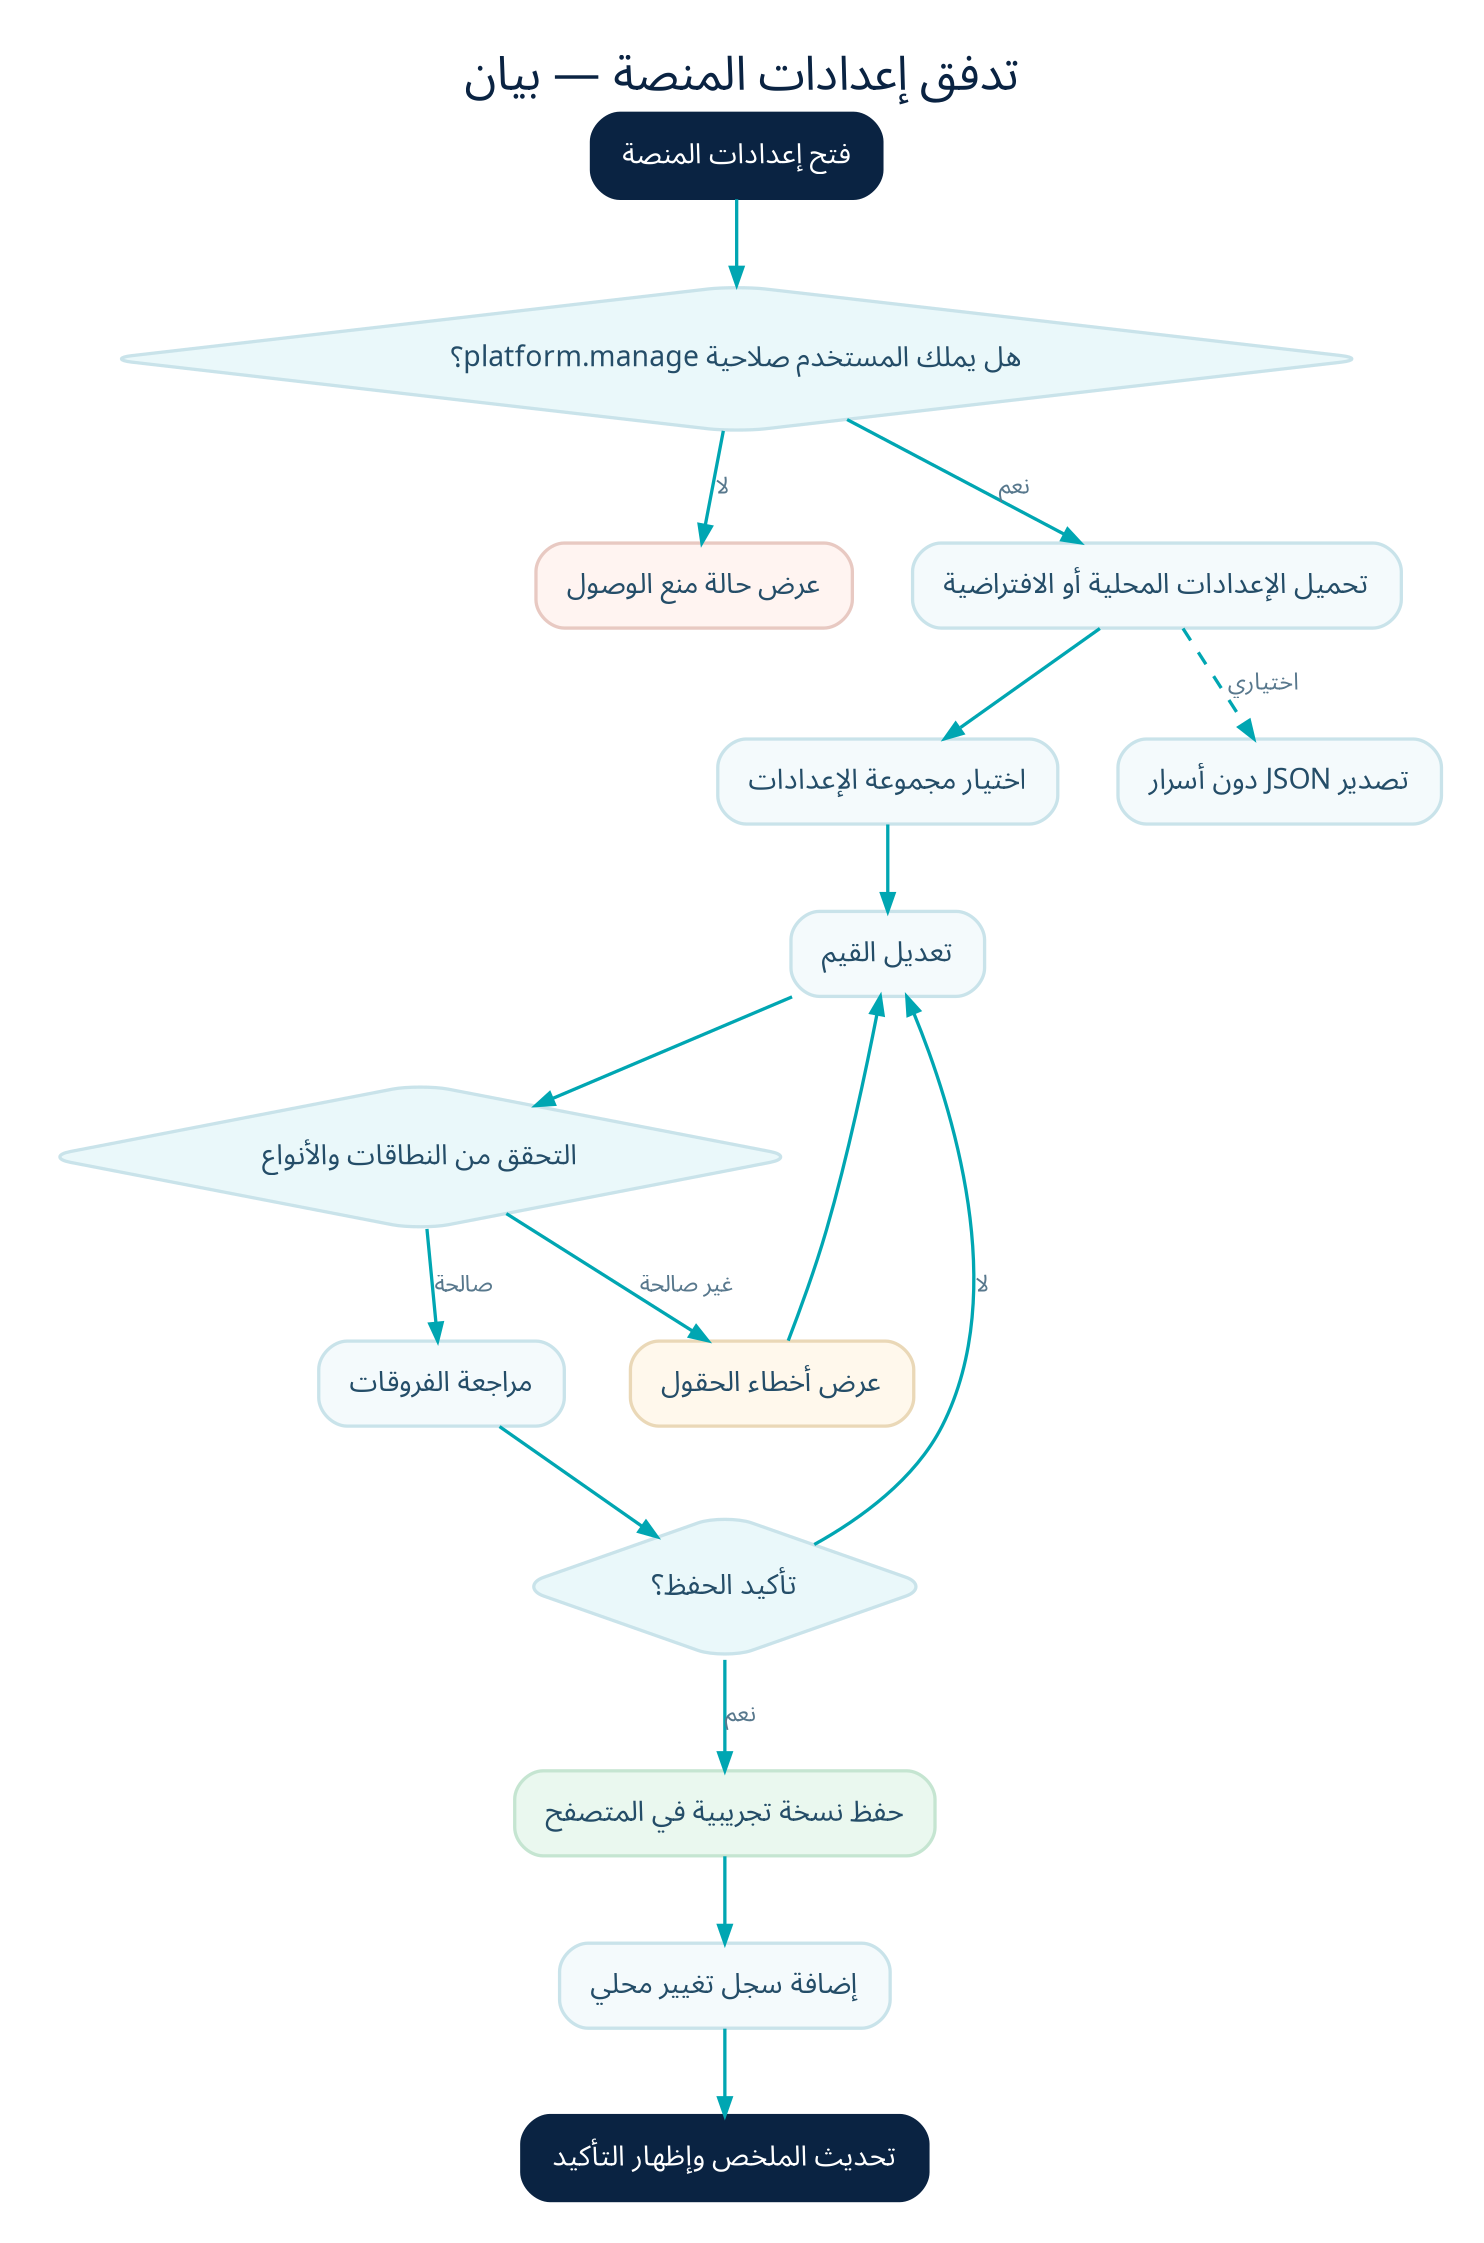 تدفق إعدادات المنصة — بيان
فتح إعدادات المنصة
هل يملك المستخدم صلاحية platform.manage؟
نعم
لا
تحميل الإعدادات المحلية أو الافتراضية
عرض حالة منع الوصول
اختياري
تصدير JSON دون أسرار
اختيار مجموعة الإعدادات
تعديل القيم
التحقق من النطاقات والأنواع
لا
غير صالحة
صالحة
عرض أخطاء الحقول
مراجعة الفروقات
تأكيد الحفظ؟
نعم
حفظ نسخة تجريبية في المتصفح
إضافة سجل تغيير محلي
تحديث الملخص وإظهار التأكيد